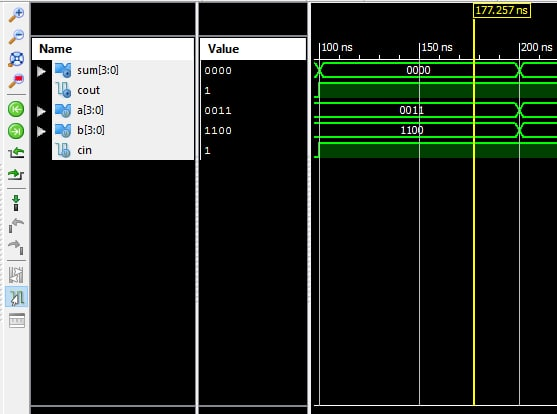 177.257 ns
Name Value 100 ns 150 ns 200 ns
sum[3:0] 0000 0000
cout 1
a[3:0] 0011 0011
b[3:0] 1100 1100
cin 1